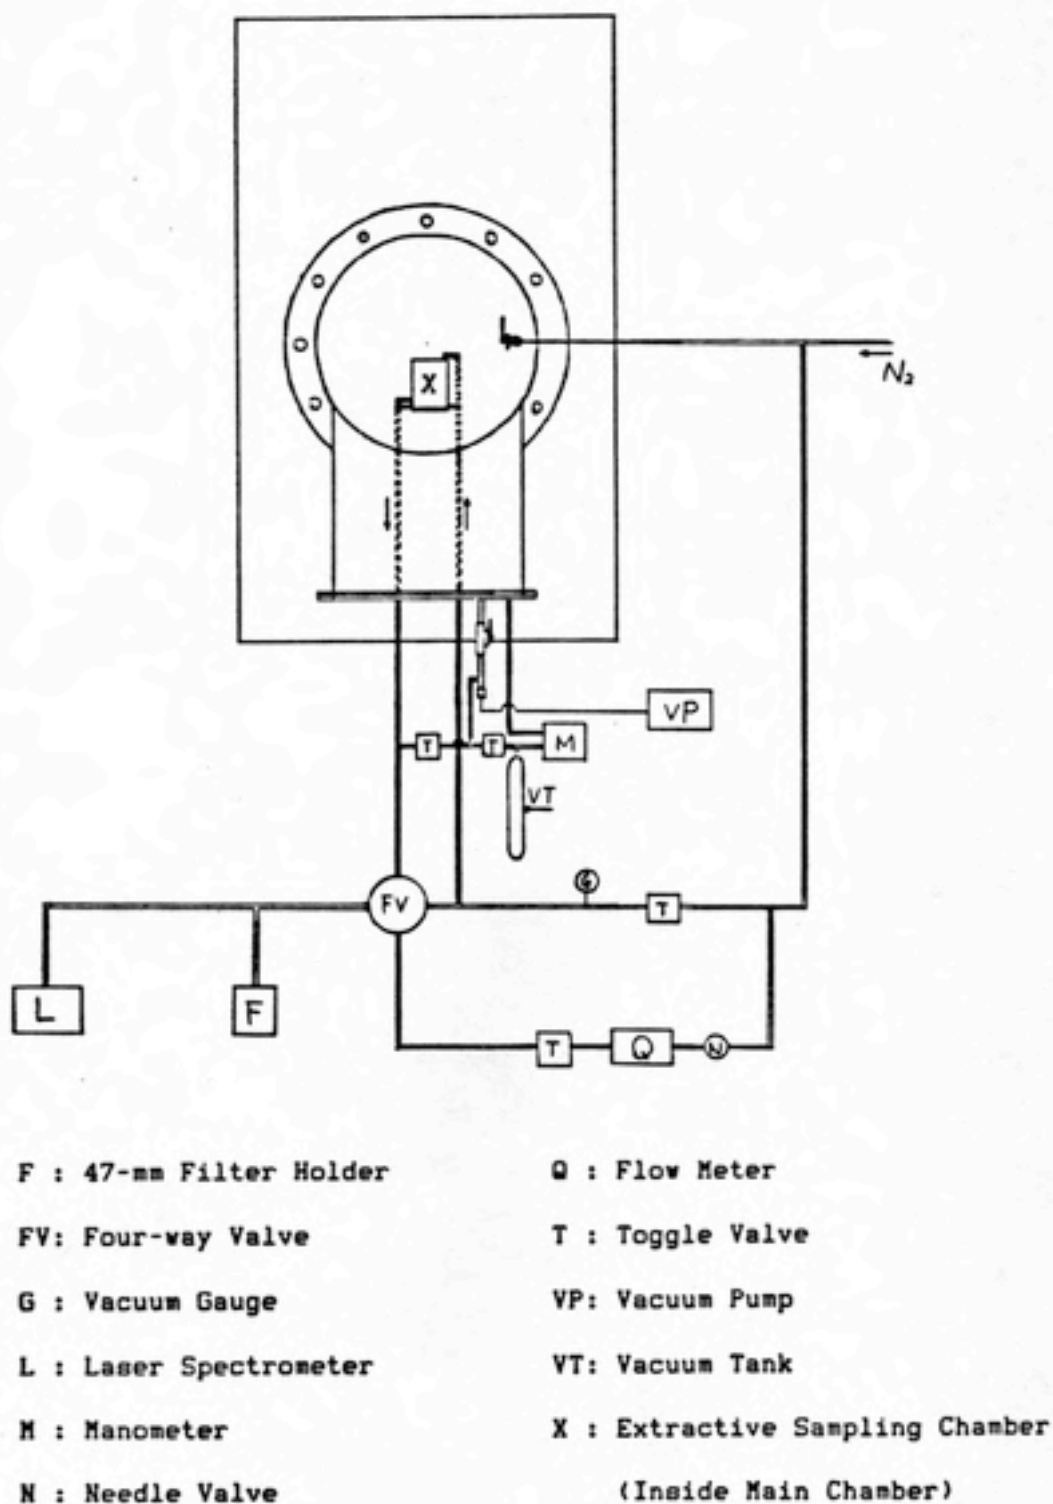 N₂
X
VP
T
T
M
VT
G
FV
T
L
F
T
Q
N
F : 47-mm Filter Holder
FV: Four-way Valve
G : Vacuum Gauge
L : Laser Spectrometer
M : Manometer
N : Needle Valve
Q : Flow Meter
T : Toggle Valve
VP: Vacuum Pump
VT: Vacuum Tank
X : Extractive Sampling Chamber
(Inside Main Chamber)